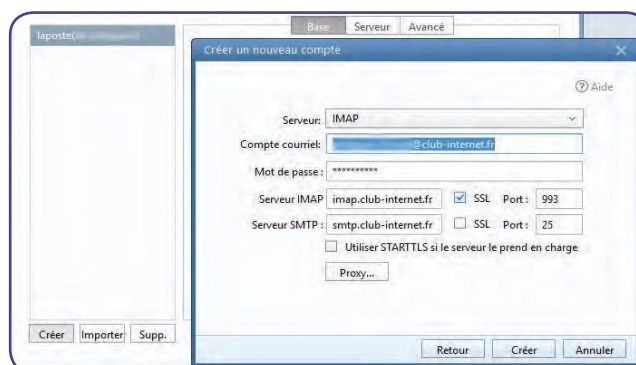 Base Serveur Avancé
laposte(
Créer un nouveau compte
Aide
Serveur: IMAP
Compte courriel: @club-internet.fr
Mot de passe : **********
Serveur IMAP imap.club-internet.fr SSL Port : 993
Serveur SMTP : smtp.club-internet.fr SSL Port : 25
Utiliser STARTTLS si le serveur le prend en charge
Proxy...
Créer Importer Supp.
Retour Créer Annuler